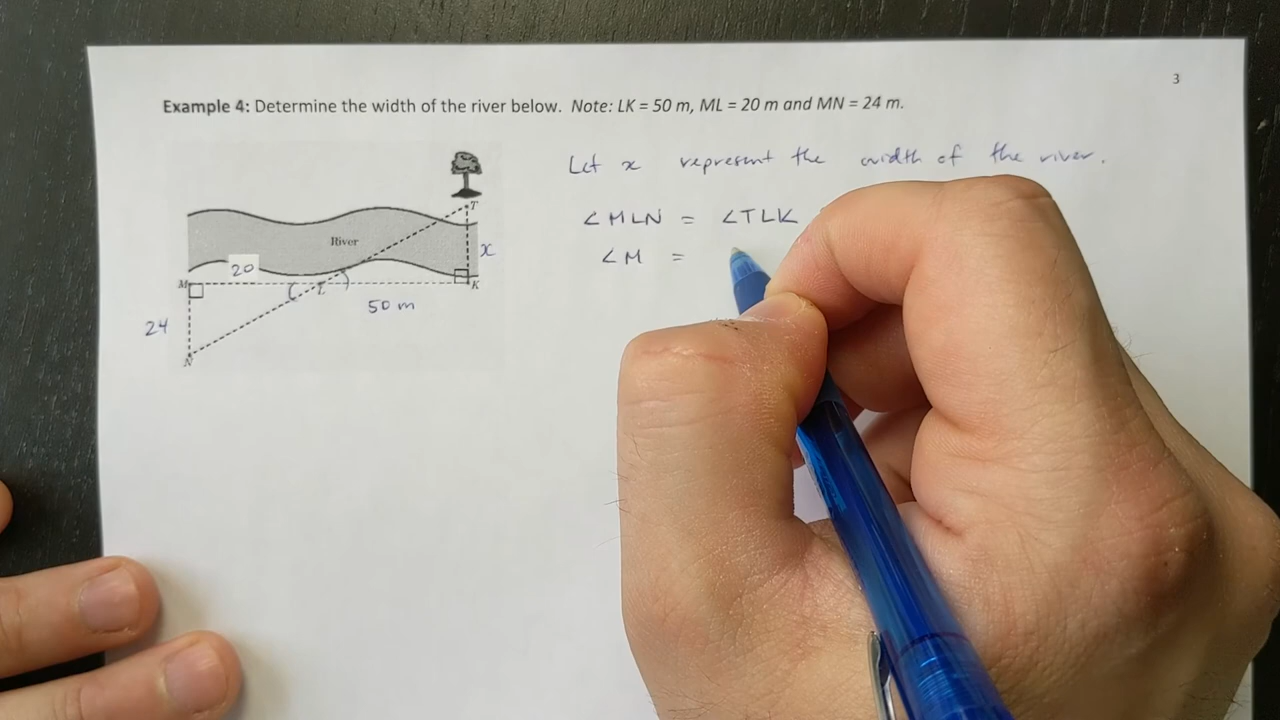 3
Example 4: Determine the width of the river below. Note: LK = 50 m, ML = 20 m and MN = 24 m.
Let x represent the width of the river.
∠MLN = ∠TLK
∠M =
T
River
x
20
M
L
K
50 m
24
N